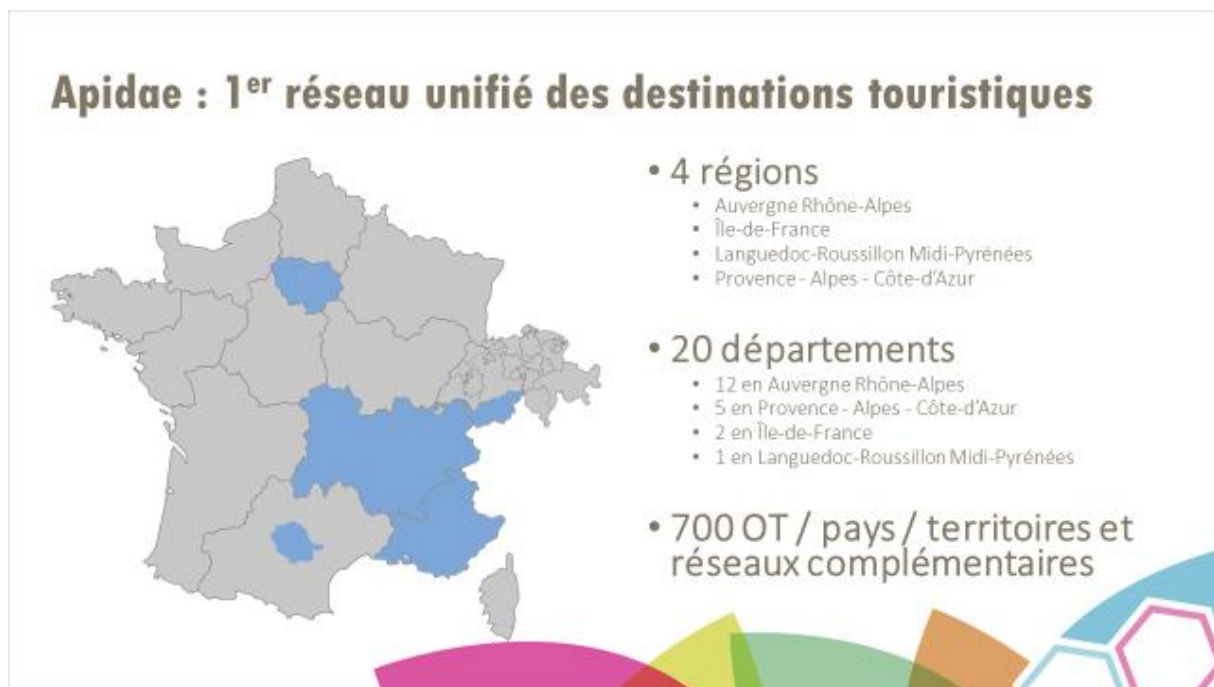 Apidae : 1er réseau unifié des destinations touristiques
• 4 régions
• Auvergne Rhône-Alpes
• Île-de-France
• Languedoc-Roussillon Midi-Pyrénées
• Provence - Alpes - Côte-d'Azur
• 20 départements
• 12 en Auvergne Rhône-Alpes
• 5 en Provence - Alpes - Côte-d'Azur
• 2 en Île-de-France
• 1 en Languedoc-Roussillon Midi-Pyrénées
• 700 OT / pays / territoires et
réseaux complémentaires